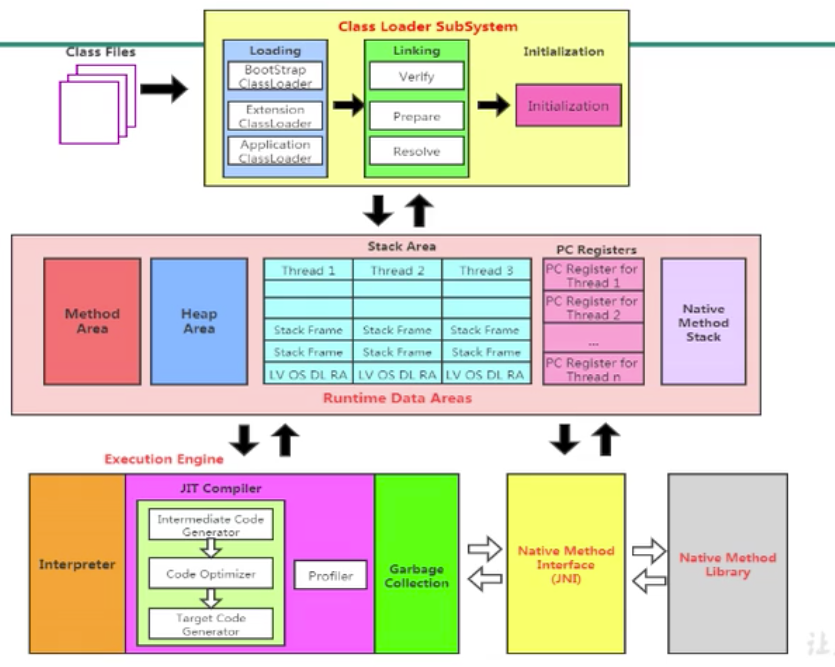 Class Loader SubSystem
Class Files
Loading
BootStrap
ClassLoader
Extension
ClassLoader
Application
ClassLoader
Linking
Verify
Prepare
Resolve
Initialization
Initialization
Stack Area
PC Registers
Method
Area
Heap
Area
Thread 1 Thread 2 Thread 3
Stack Frame Stack Frame Stack Frame
Stack Frame Stack Frame Stack Frame
LV OS DL RA LV OS DL RA LV OS DL RA
PC Register for
Thread 1
PC Register for
Thread 2
...
PC Register for
Thread n
Native
Method
Stack
Runtime Data Areas
Execution Engine
Interpreter
JIT Compiler
Intermediate Code
Generator
Code Optimizer
Target Code
Generator
Profiler
Garbage
Collection
Native Method
Interface
(JNI)
Native Method
Library
让